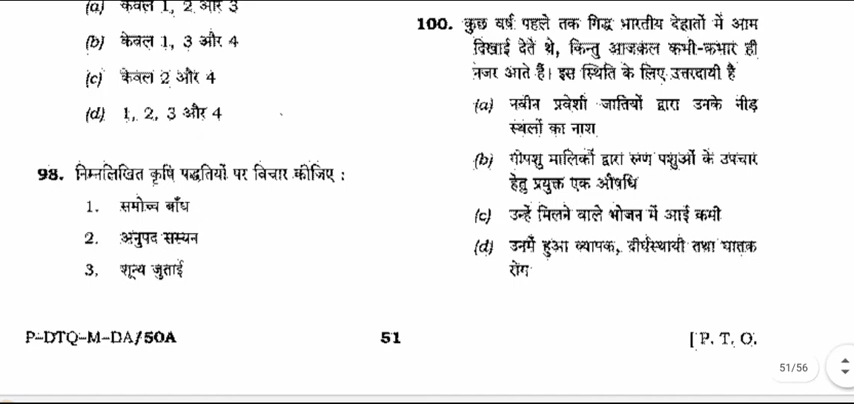 (a) केवल 1, 2 और 3
(b) केवल 1, 3 और 4
(c) केवल 2 और 4
(d) 1, 2, 3 और 4
98. निम्नलिखित कृषि पद्धतियों पर विचार कीजिए :
1. समोच्च बाँध
2. अनुपद सस्यन
3. शून्य जुताई
100. कुछ वर्ष पहले तक गिद्ध भारतीय देहातों में आम
दिखाई देते थे, किन्तु आजकल कभी-कभार ही
नजर आते हैं। इस स्थिति के लिए उत्तरदायी है
(a) नवीन प्रवेशी जातियों द्वारा उनके नीड़
स्थलों का नाश
(b) गोपशु मालिकों द्वारा रुग्ण पशुओं के उपचार
हेतु प्रयुक्त एक औषधि
(c) उन्हें मिलने वाले भोजन में आई कमी
(d) उनमें हुआ व्यापक, दीर्घस्थायी तथा घातक
रोग
P-DTQ-M-DA/50A
51
[ P. T. O.
51/56